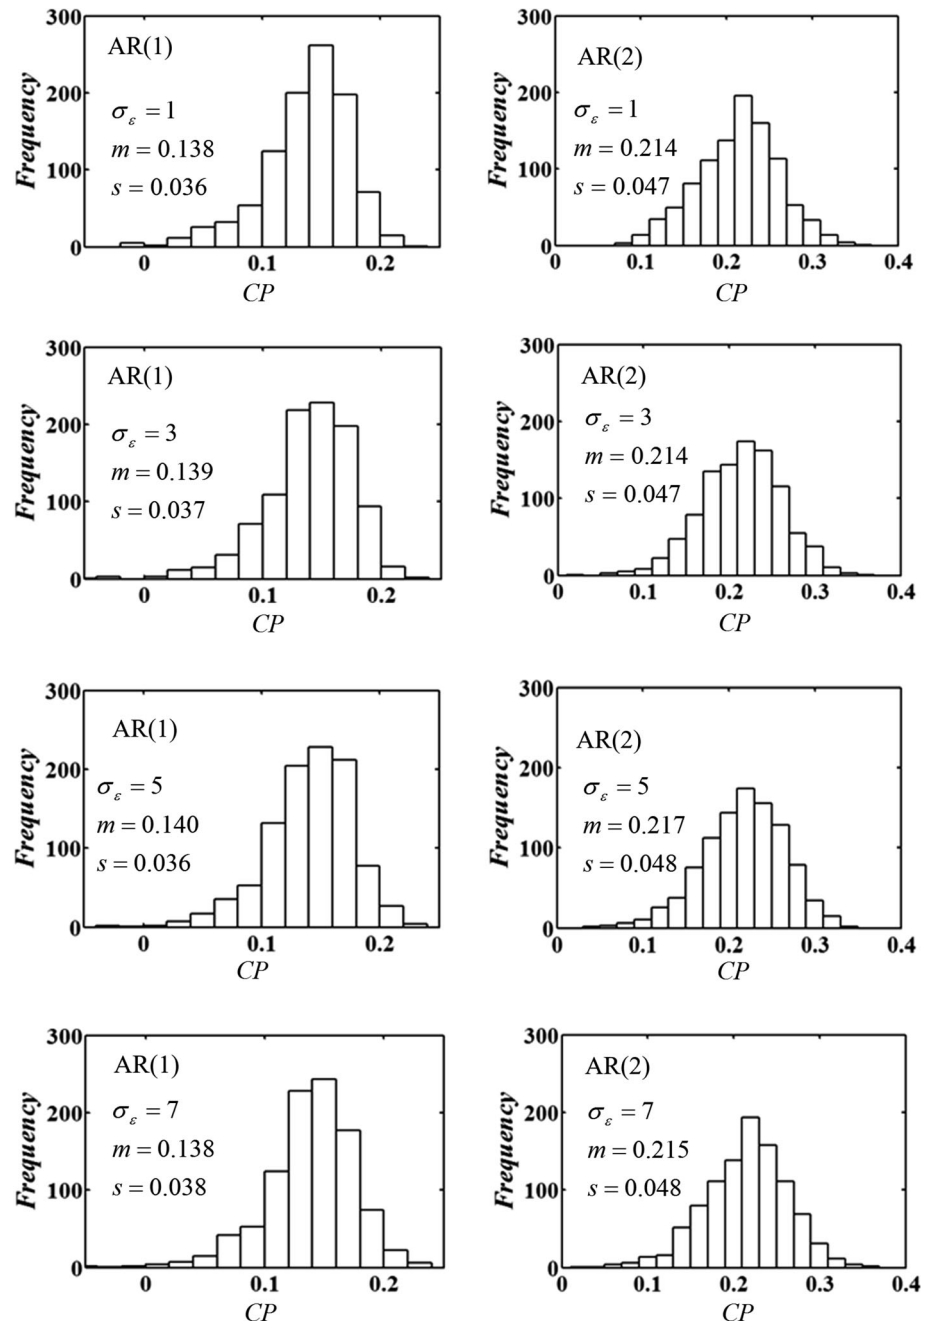 300
200
100
0
Frequency
AR(1)
σε = 1
m = 0.138
s = 0.036
0 0.1 0.2
CP
300
200
100
0
Frequency
AR(2)
σε = 1
m = 0.214
s = 0.047
0 0.1 0.2 0.3 0.4
CP
300
200
100
0
Frequency
AR(1)
σε = 3
m = 0.139
s = 0.037
0 0.1 0.2
CP
300
200
100
0
Frequency
AR(2)
σε = 3
m = 0.214
s = 0.047
0 0.1 0.2 0.3 0.4
CP
300
200
100
0
Frequency
AR(1)
σε = 5
m = 0.140
s = 0.036
0 0.1 0.2
CP
300
200
100
0
Frequency
AR(2)
σε = 5
m = 0.217
s = 0.048
0.1 0.2 0.3 0.4
CP
300
200
100
0
Frequency
AR(1)
σε = 7
m = 0.138
s = 0.038
0 0.1 0.2
CP
300
200
100
0
Frequency
AR(2)
σε = 7
m = 0.215
s = 0.048
0 0.1 0.2 0.3 0.4
CP